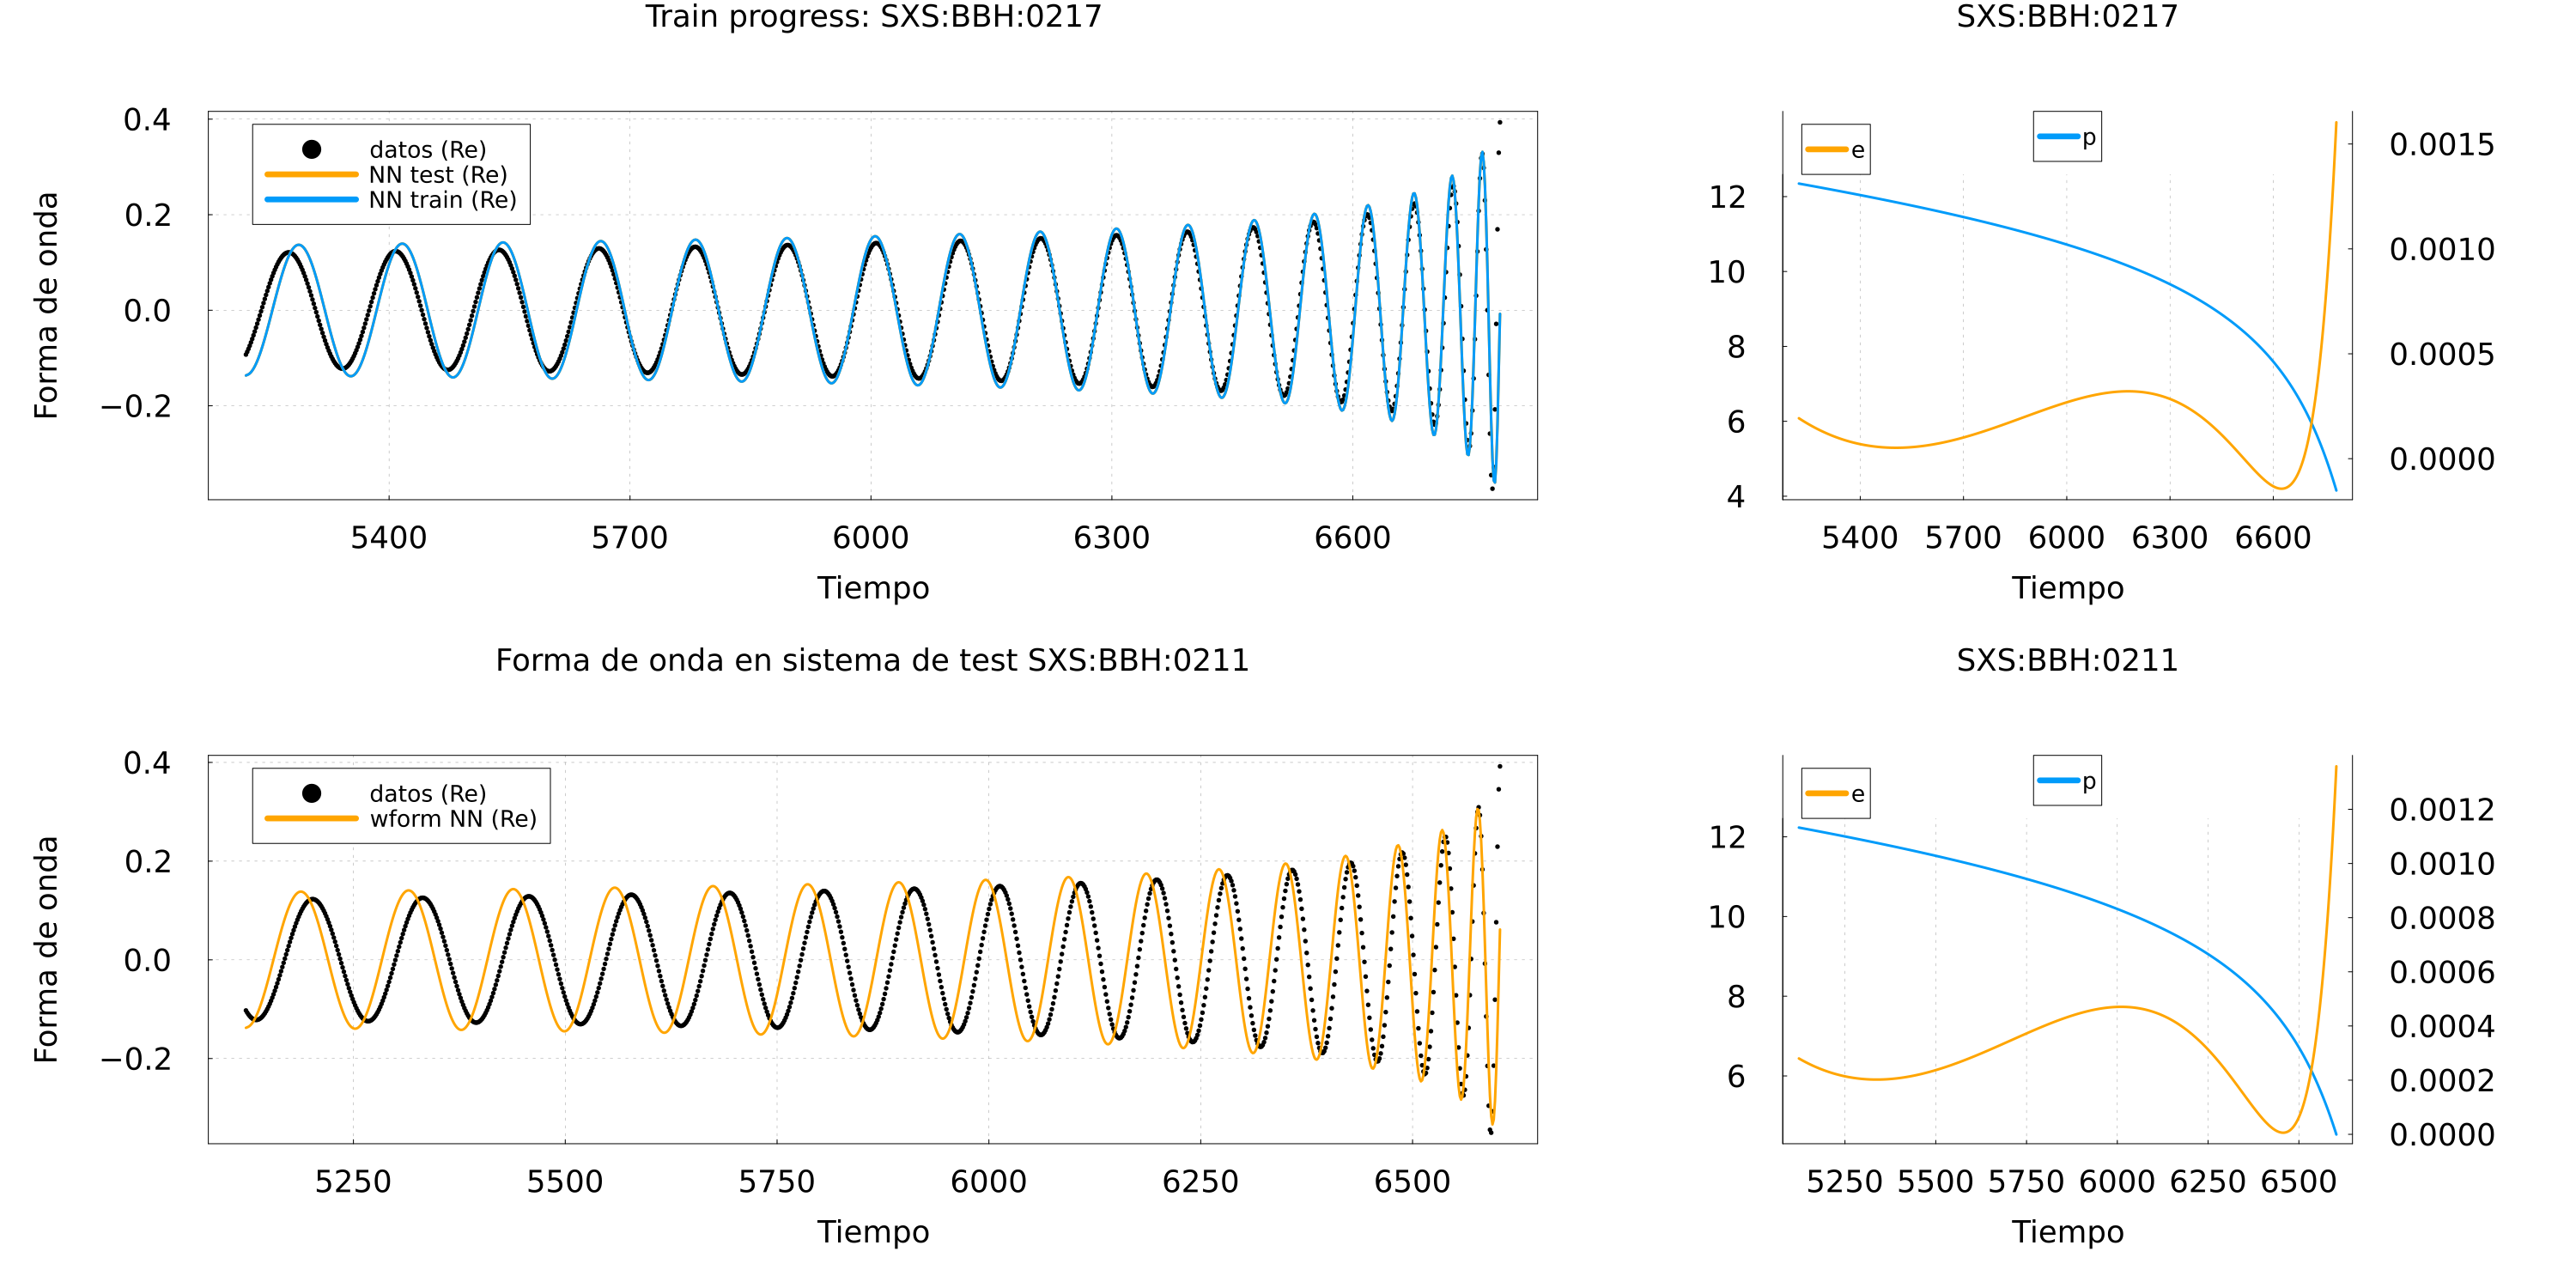 Train progress: SXS:BBH:0217
SXS:BBH:0217
Forma de onda
0.4
0.2
0.0
−0.2
datos (Re)
NN test (Re)
NN train (Re)
5400 5700 6000 6300 6600
Tiempo
12
10
8
6
4
e
p
0.0015
0.0010
0.0005
0.0000
5400 5700 6000 6300 6600
Tiempo
Forma de onda en sistema de test SXS:BBH:0211
SXS:BBH:0211
Forma de onda
0.4
0.2
0.0
−0.2
datos (Re)
wform NN (Re)
5250 5500 5750 6000 6250 6500
Tiempo
12
10
8
6
e
p
0.0012
0.0010
0.0008
0.0006
0.0004
0.0002
0.0000
5250 5500 5750 6000 6250 6500
Tiempo